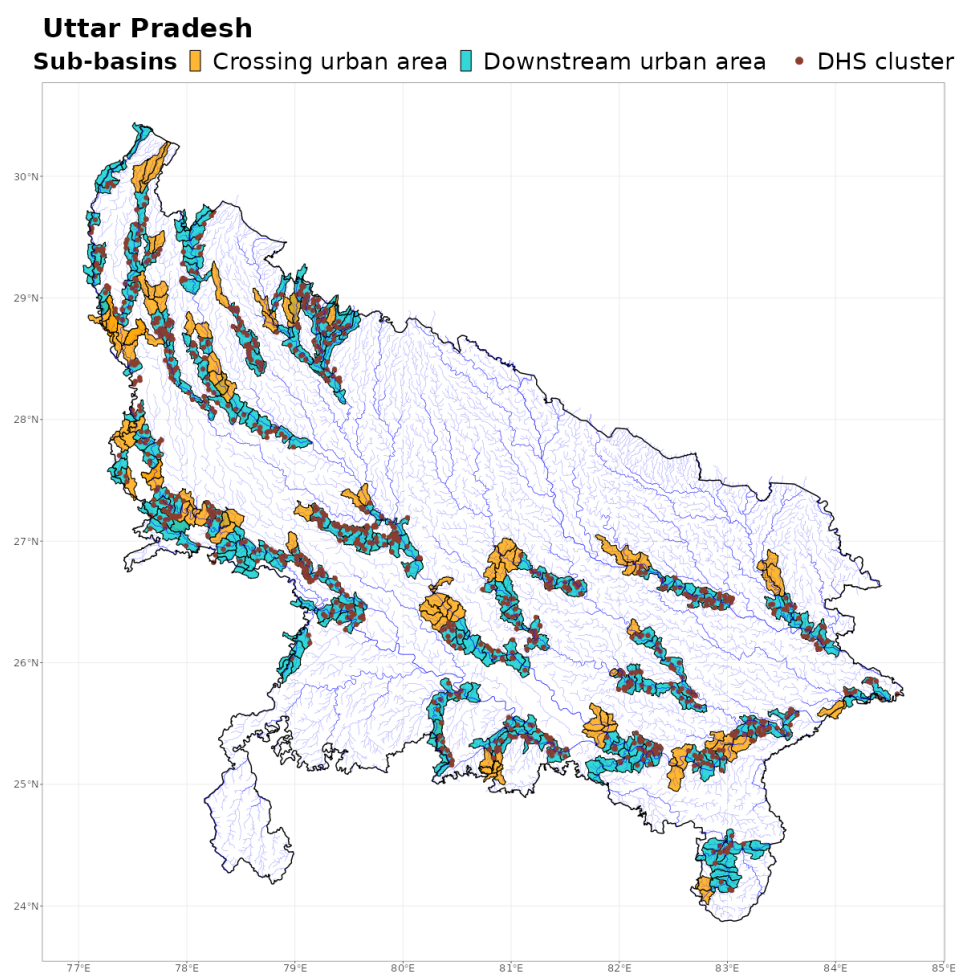 Uttar Pradesh
Sub-basins Crossing urban area Downstream urban area DHS cluster
30°N
29°N
28°N
27°N
26°N
25°N
24°N
77°E 78°E 79°E 80°E 81°E 82°E 83°E 84°E 85°E